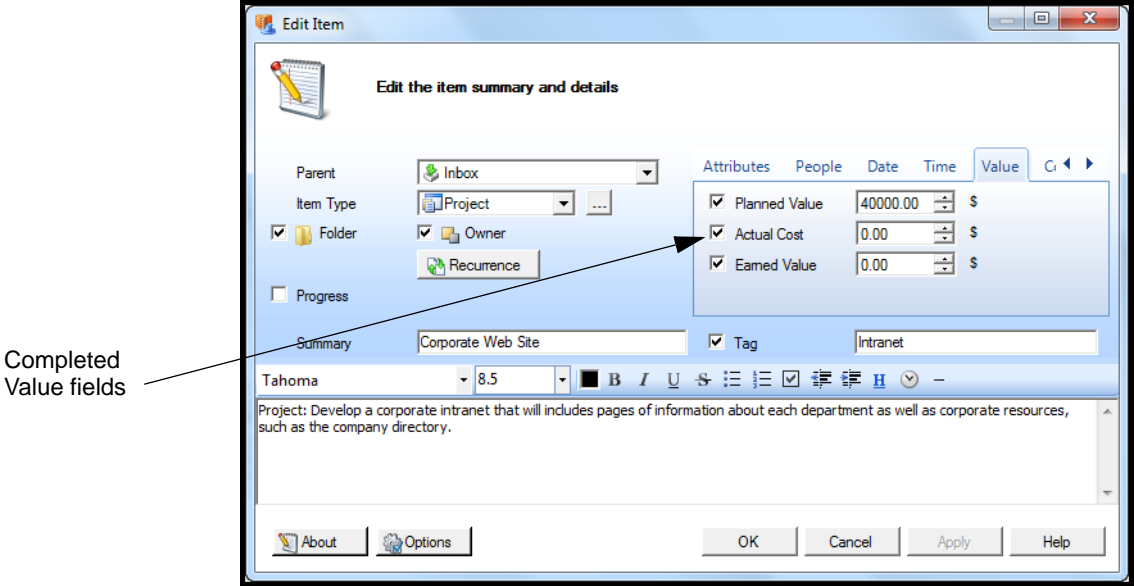 Edit Item
Edit the item summary and details
Attributes People Date Time Value
Parent Inbox
Item Type Project ...
Planned Value 40000.00 $
Folder Owner
Actual Cost 0.00 $
Recurrence
Earned Value 0.00 $
Progress
Summary Corporate Web Site
Tag Intranet
Completed
Value fields
Tahoma 8.5 B I U S H
Project: Develop a corporate intranet that will includes pages of information about each department as well as corporate resources,
such as the company directory.
About Options OK Cancel Apply Help